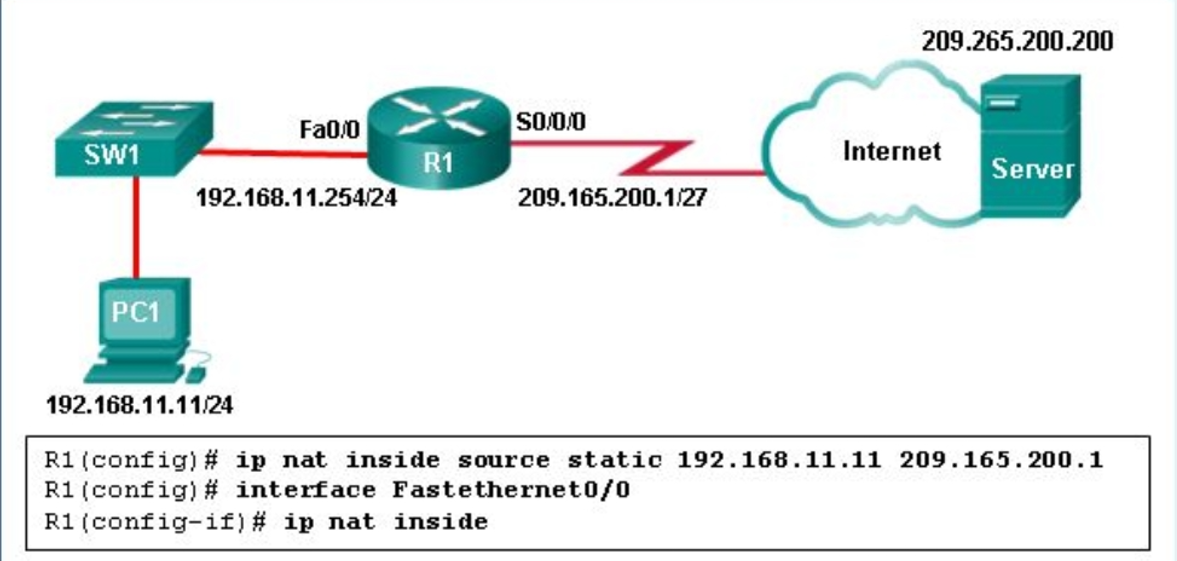 209.265.200.200
SW1
Fa0/0
R1
S0/0/0
Internet
Server
192.168.11.254/24
209.165.200.1/27
PC1
192.168.11.11/24
R1(config)# ip nat inside source static 192.168.11.11 209.165.200.1
R1(config)# interface Fastethernet0/0
R1(config-if)# ip nat inside